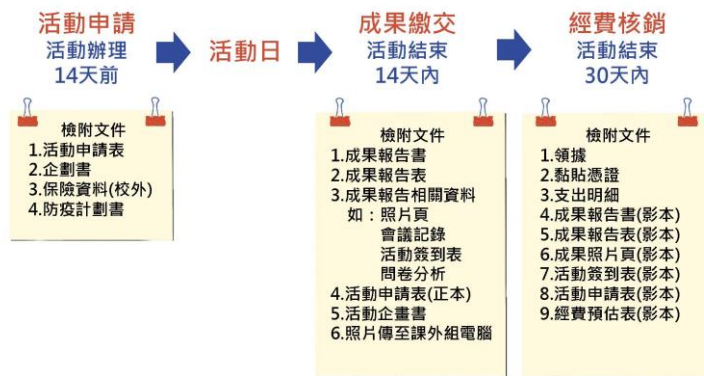 活動申請
活動辦理
14天前
檢附文件
1.活動申請表
2.企劃書
3.保險資料(校外)
4.防疫計劃書
活動日
成果繳交
活動結束
14天內
檢附文件
1.成果報告書
2.成果報告表
3.成果報告相關資料
如：照片頁
會議記錄
活動簽到表
問卷分析
4.活動申請表(正本)
5.活動企畫書
6.照片傳至課外組電腦
經費核銷
活動結束
30天內
檢附文件
1.領據
2.黏貼憑證
3.支出明細
4.成果報告書(影本)
5.成果報告表(影本)
6.成果照片頁(影本)
7.活動簽到表(影本)
8.活動申請表(影本)
9.經費預估表(影本)